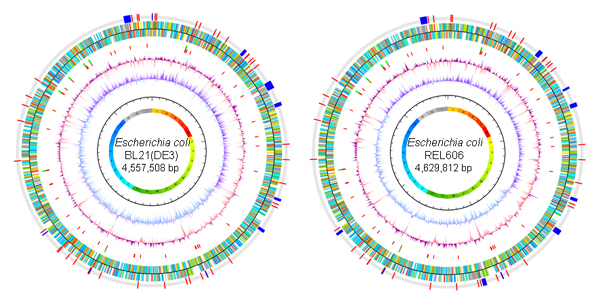 Escherichia coli
BL21(DE3)
4,557,508 bp
Escherichia coli
REL606
4,629,812 bp